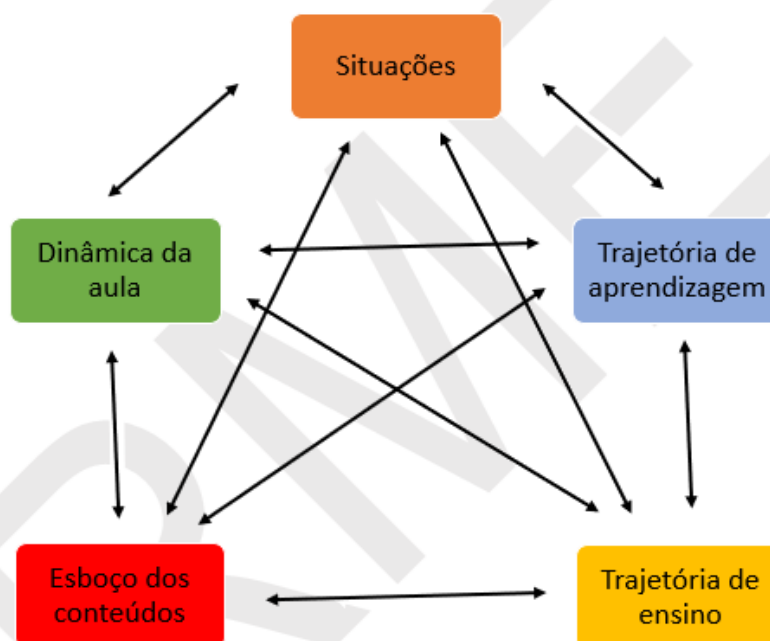 Situações
Dinâmica da
aula
Trajetória de
aprendizagem
Esboço dos
conteúdos
Trajetória de
ensino